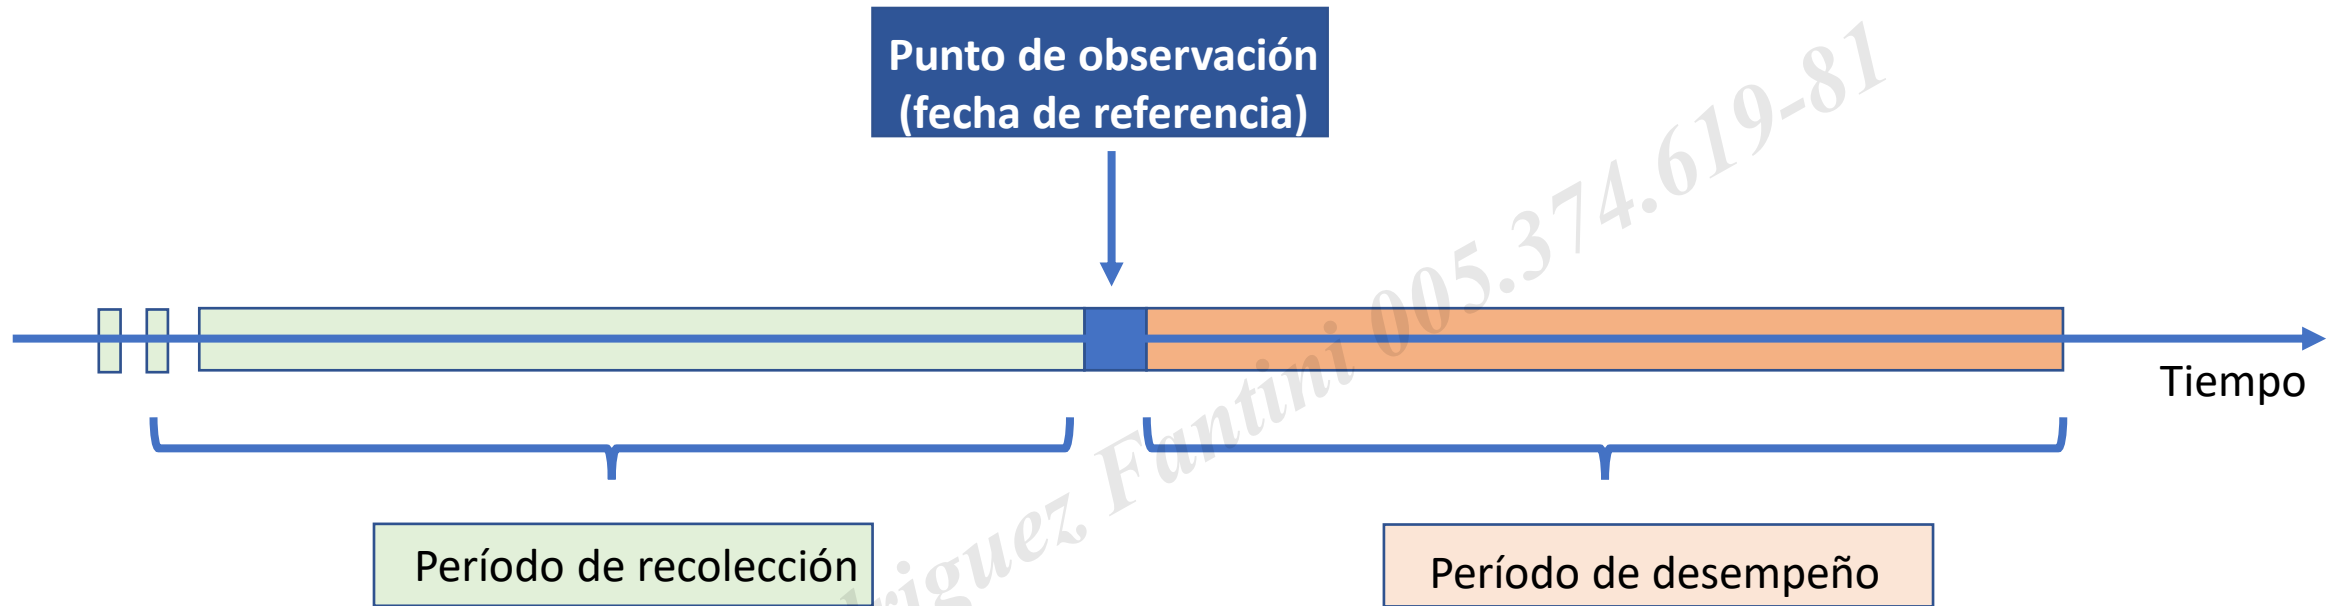 Punto de observación
(fecha de referencia)
Tiempo
Período de recolección
Período de desempeño
Fantini 005.374.619-81